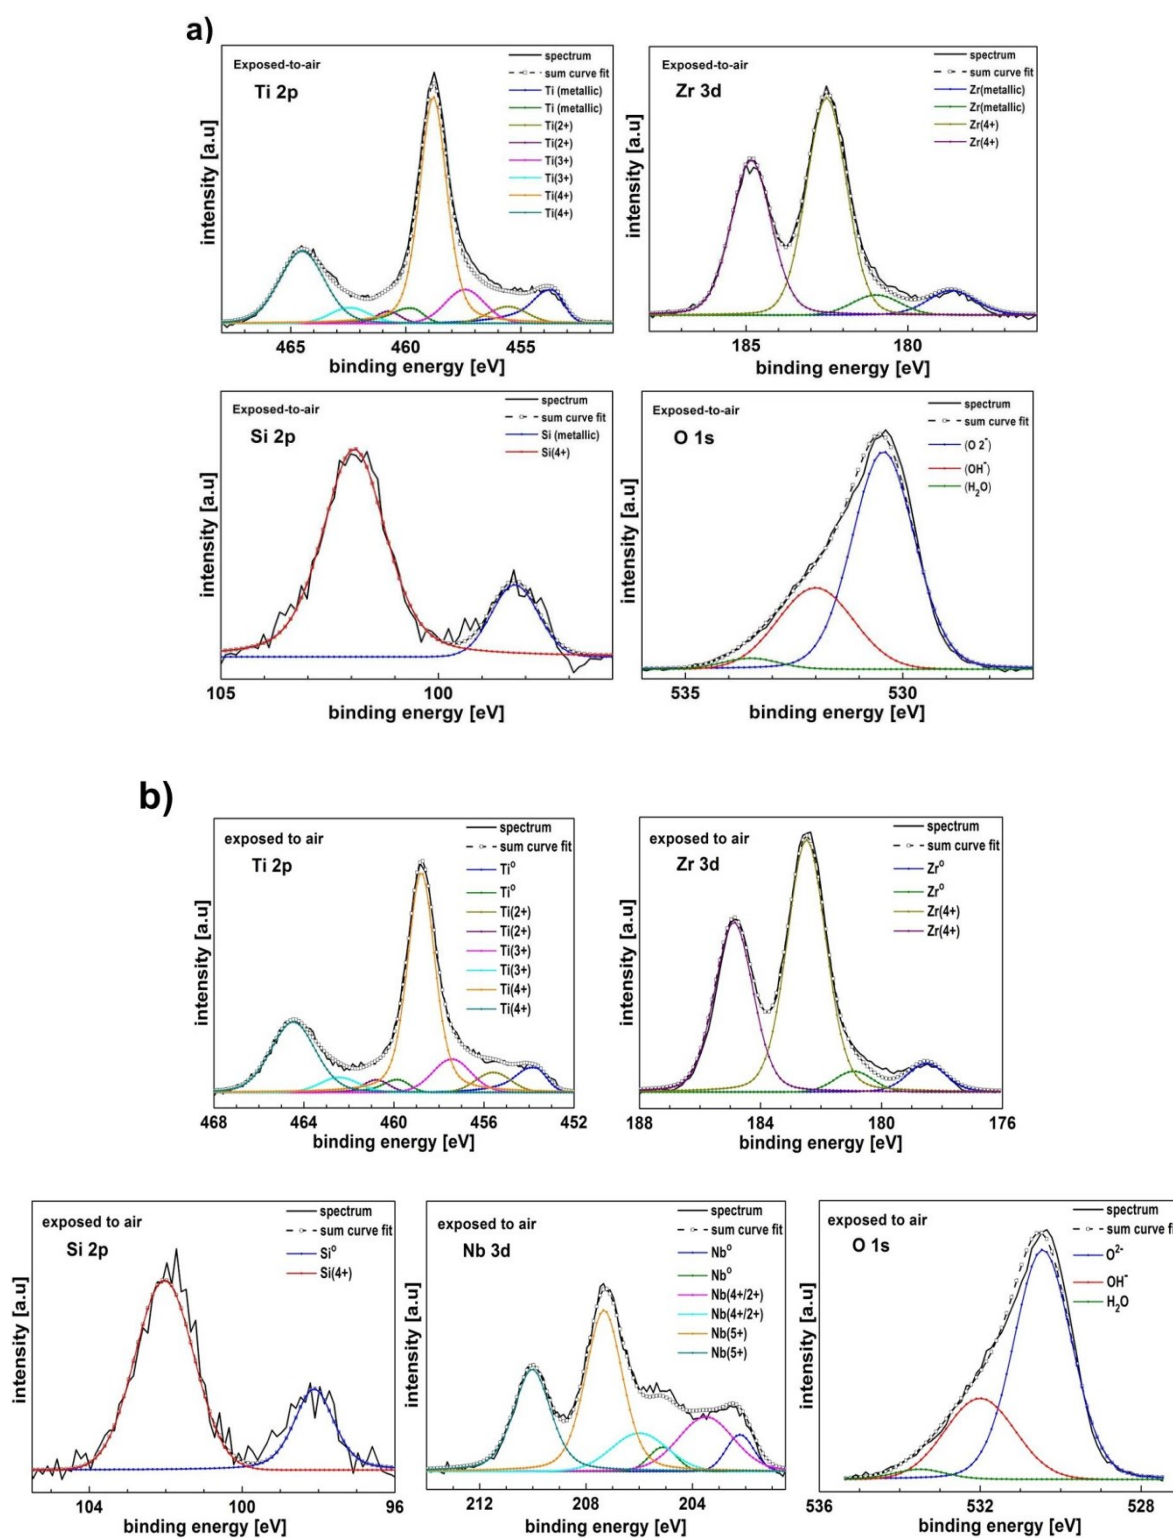 a)
Exposed-to-air
Ti 2p
spectrum
sum curve fit
Ti (metallic)
Ti (metallic)
Ti(2+)
Ti(2+)
Ti(3+)
Ti(3+)
Ti(4+)
Ti(4+)
intensity [a.u]
465 460 455
binding energy [eV]
Exposed-to-air
Zr 3d
spectrum
sum curve fit
Zr(metallic)
Zr(metallic)
Zr(4+)
Zr(4+)
intensity [a.u]
185 180
binding energy [eV]
Exposed-to-air
Si 2p
spectrum
sum curve fit
Si (metallic)
Si(4+)
intensity [a.u]
105 100
binding energy [eV]
Exposed-to-air
O 1s
spectrum
sum curve fit
(O 2⁻)
(OH⁻)
(H₂O)
intensity [a.u]
535 530
binding energy [eV]
b)
exposed to air
Ti 2p
spectrum
sum curve fit
Ti⁰
Ti⁰
Ti(2+)
Ti(2+)
Ti(3+)
Ti(3+)
Ti(4+)
Ti(4+)
intensity [a.u]
468 464 460 456 452
binding energy [eV]
exposed to air
Zr 3d
spectrum
sum curve fit
Zr⁰
Zr⁰
Zr(4+)
Zr(4+)
intensity [a.u]
188 184 180 176
binding energy [eV]
exposed to air
Si 2p
spectrum
sum curve fit
Si⁰
Si(4+)
intensity [a.u]
104 100 96
binding energy [eV]
exposed to air
Nb 3d
spectrum
sum curve fit
Nb⁰
Nb⁰
Nb(4+/2+)
Nb(4+/2+)
Nb(5+)
Nb(5+)
intensity [a.u]
212 208 204
binding energy [eV]
exposed to air
O 1s
spectrum
sum curve fit
O²⁻
OH⁻
H₂O
intensity [a.u]
536 532 528
binding energy [eV]